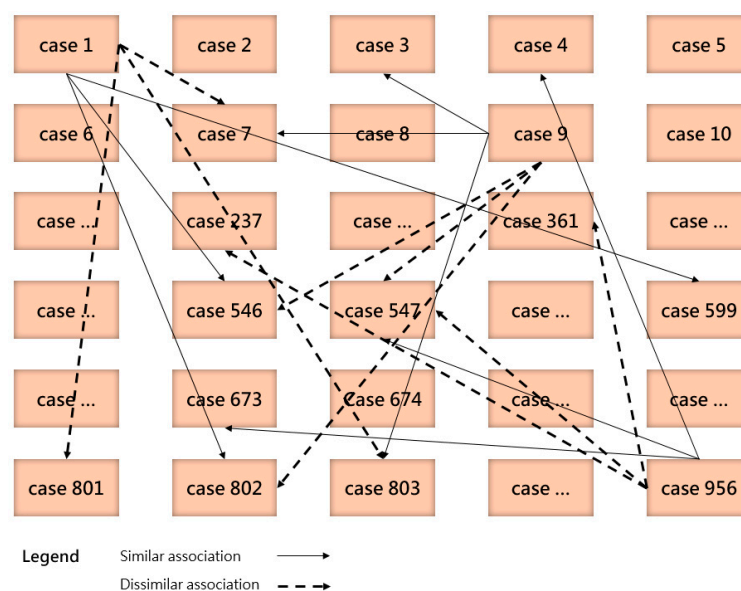 case 1 case 2 case 3 case 4 case 5
case 6 case 7 case 8 case 9 case 10
case ... case 237 case ... case 361 case ...
case ... case 546 case 547 case ... case 599
case ... case 673 case 674 case ... case ...
case 801 case 802 case 803 case ... case 956
Legend Similar association
Dissimilar association